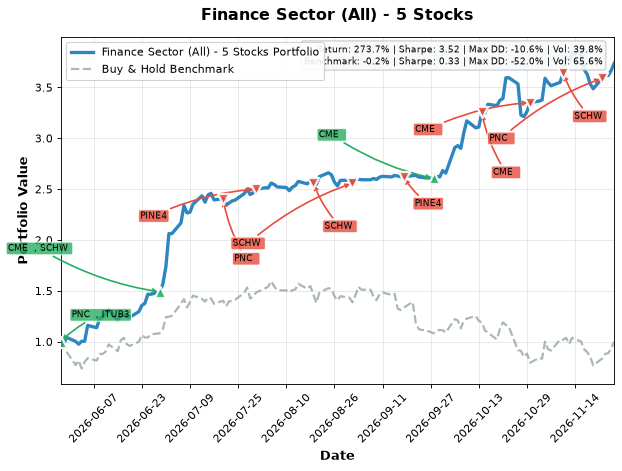 Finance Sector (All) - 5 Stocks
Finance Sector (All) - 5 Stocks Portfolio
Buy & Hold Benchmark
Return: 273.7% | Sharpe: 3.52 | Max DD: -10.6% | Vol: 39.8%
Benchmark: -0.2% | Sharpe: 0.33 | Max DD: -52.0% | Vol: 65.6%
Portfolio Value
3.5
3.0
2.5
2.0
1.5
1.0
CME , SCHW
PNC , ITUB3
PINE4
SCHW
PNC
CME
SCHW
PINE4
CME
PNC
CME
SCHW
2026-06-07
2026-06-23
2026-07-09
2026-07-25
2026-08-10
2026-08-26
2026-09-11
2026-09-27
2026-10-13
2026-10-29
2026-11-14
Date